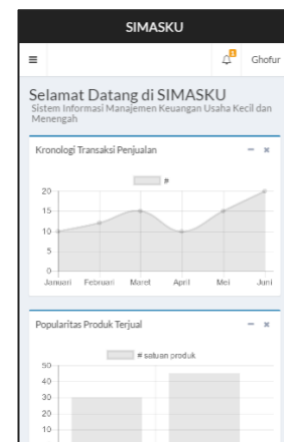 SIMASKU
1
Ghofur
Selamat Datang di SIMASKU
Sistem Informasi Manajemen Keuangan Usaha Kecil dan
Menengah
Kronologi Transaksi Penjualan
#
20
15
10
5
0
Januari Februari Maret April Mei Juni
Popularitas Produk Terjual
# satuan produk
50
40
30
20
10